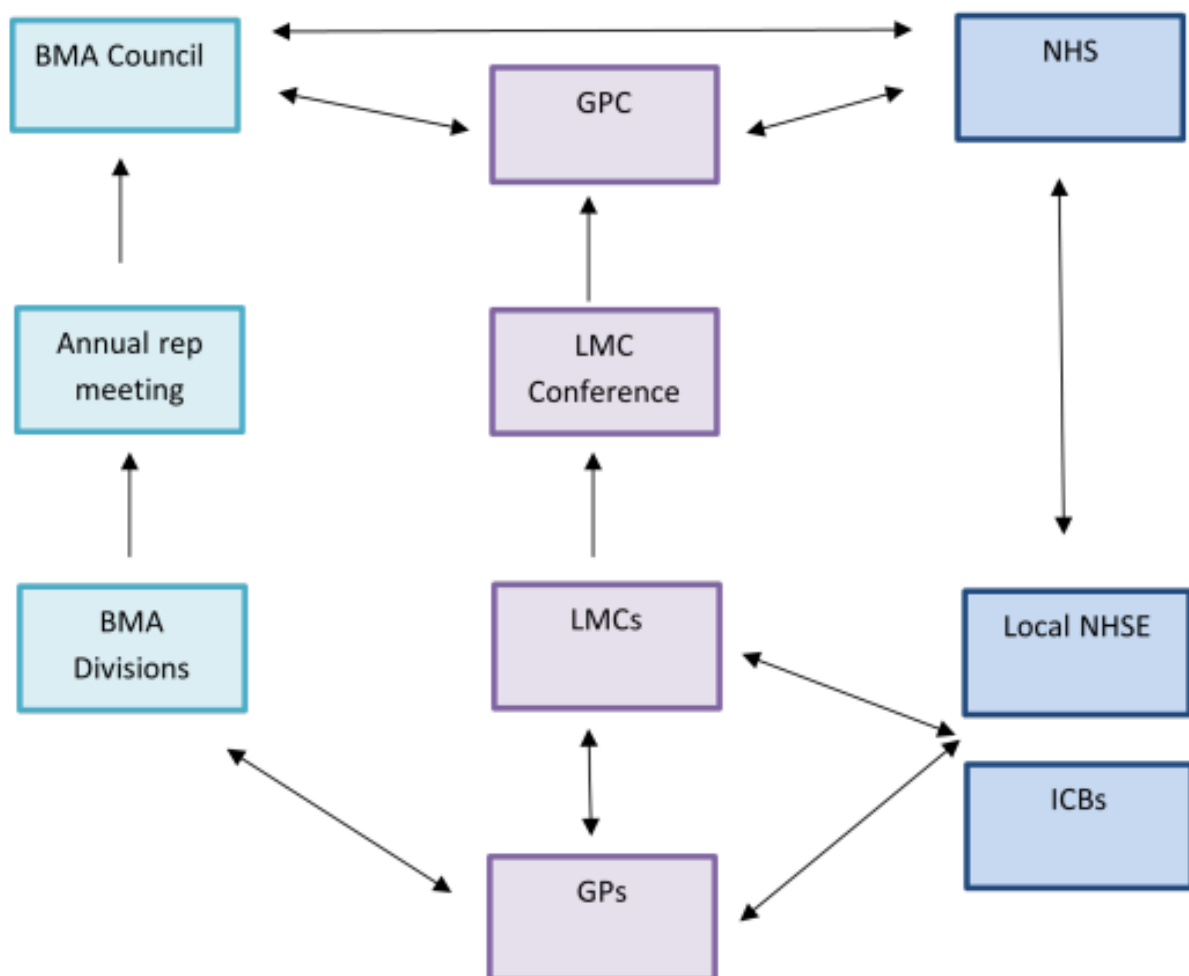 BMA Council
GPC
NHS
Annual rep
meeting
LMC
Conference
BMA
Divisions
LMCs
Local NHSE
ICBs
GPs